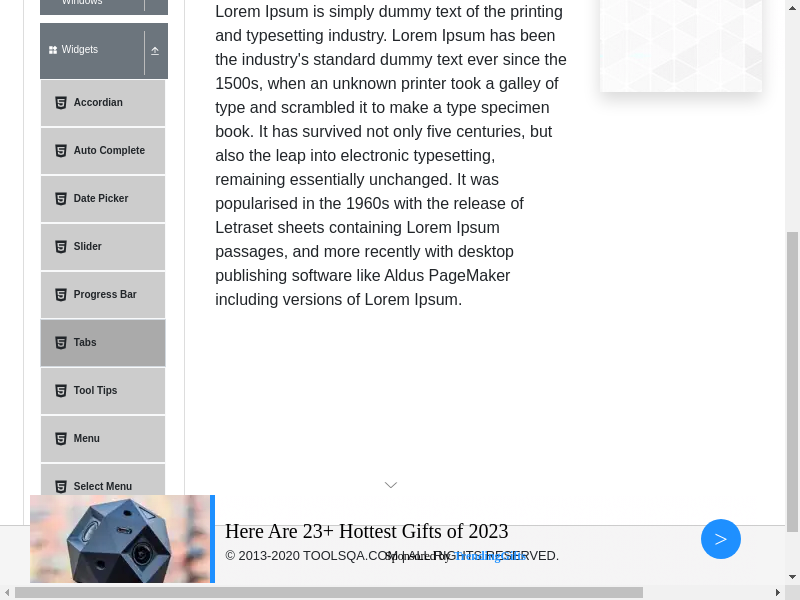 Windows
Widgets
Accordian
Auto Complete
Date Picker
Slider
Progress Bar
Tabs
Tool Tips
Menu
Select Menu
Lorem Ipsum is simply dummy text of the printing
and typesetting industry. Lorem Ipsum has been
the industry's standard dummy text ever since the
1500s, when an unknown printer took a galley of
type and scrambled it to make a type specimen
book. It has survived not only five centuries, but
also the leap into electronic typesetting,
remaining essentially unchanged. It was
popularised in the 1960s with the release of
Letraset sheets containing Lorem Ipsum
passages, and more recently with desktop
publishing software like Aldus PageMaker
including versions of Lorem Ipsum.
Here Are 23+ Hottest Gifts of 2023
© 2013-2020 TOOLSQA.COM | ALL RIGHTS RESERVED.